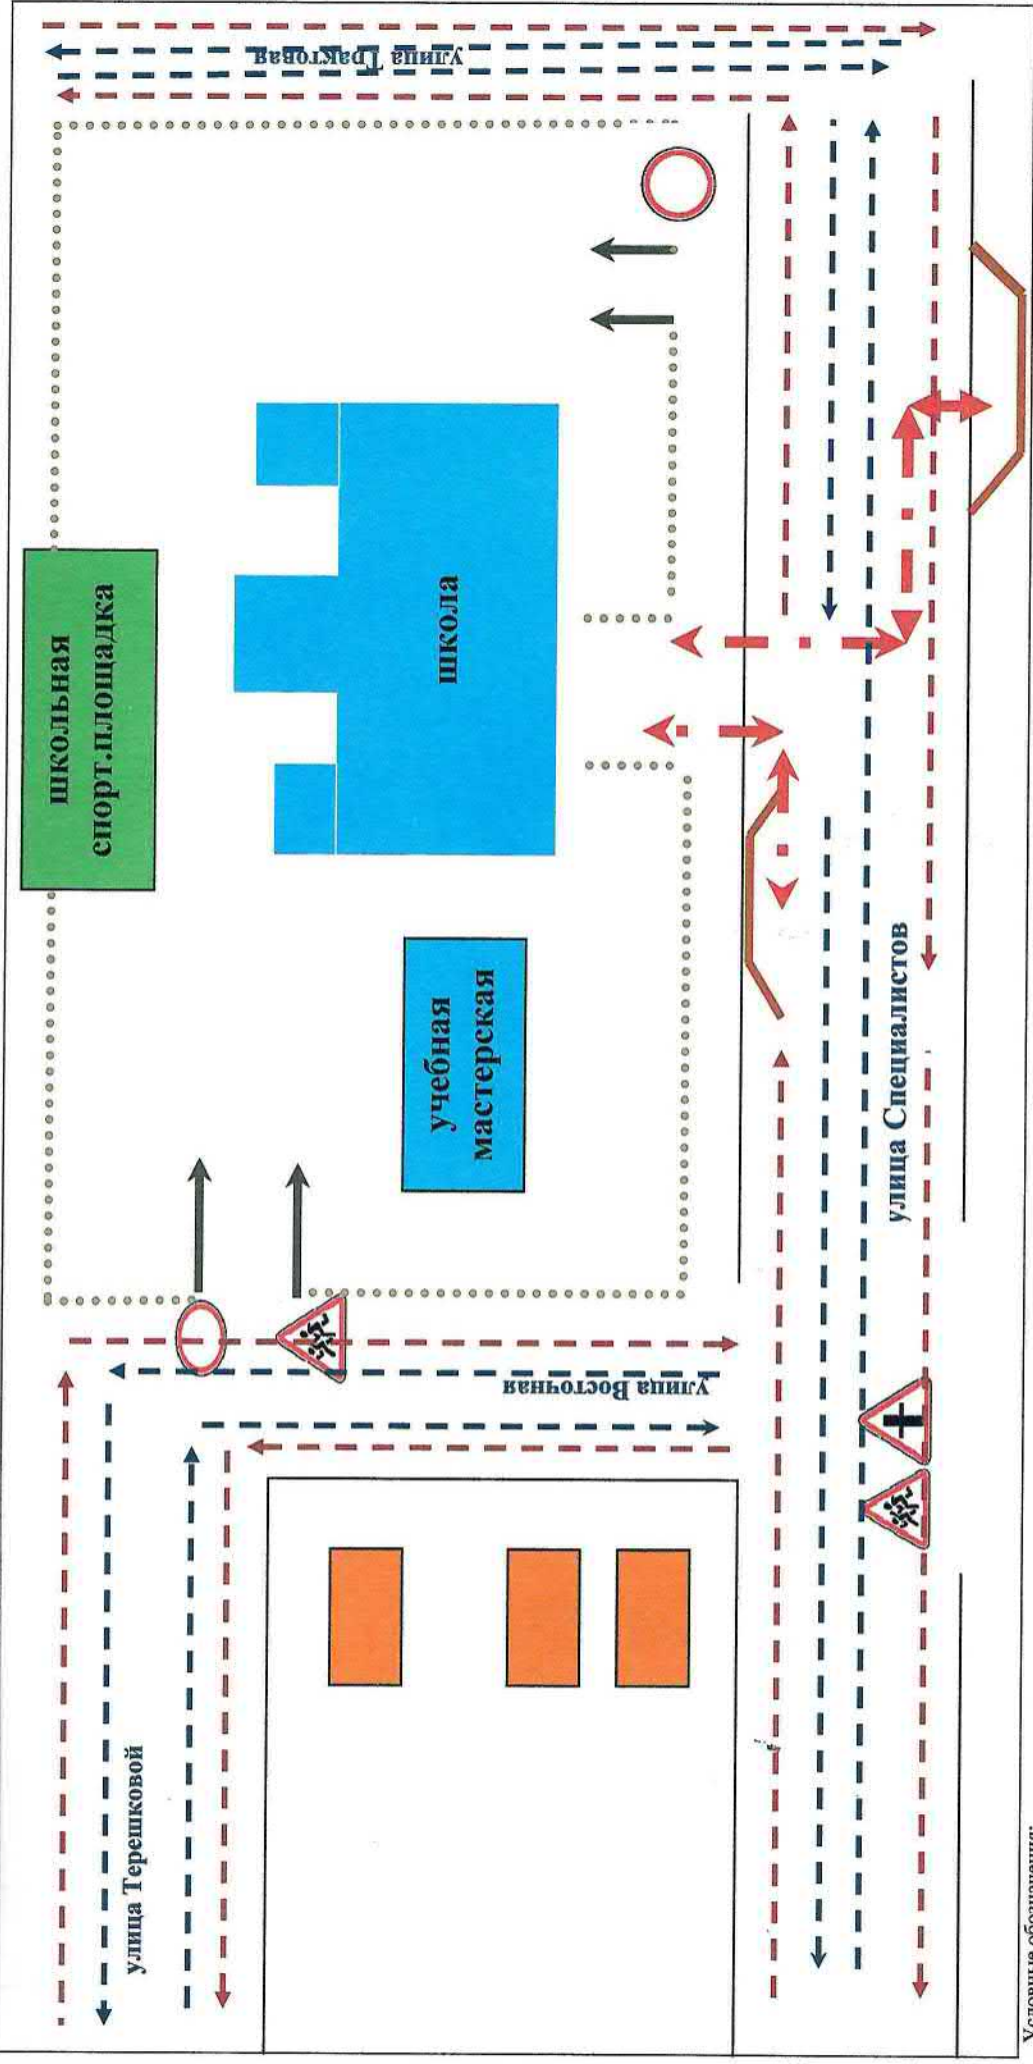 школьная
спорт.площадка
школа
учебная
мастерская
улица Трактовая
улица Восточная
улица Терешковой
улица Специалистов
Условные обозначения: